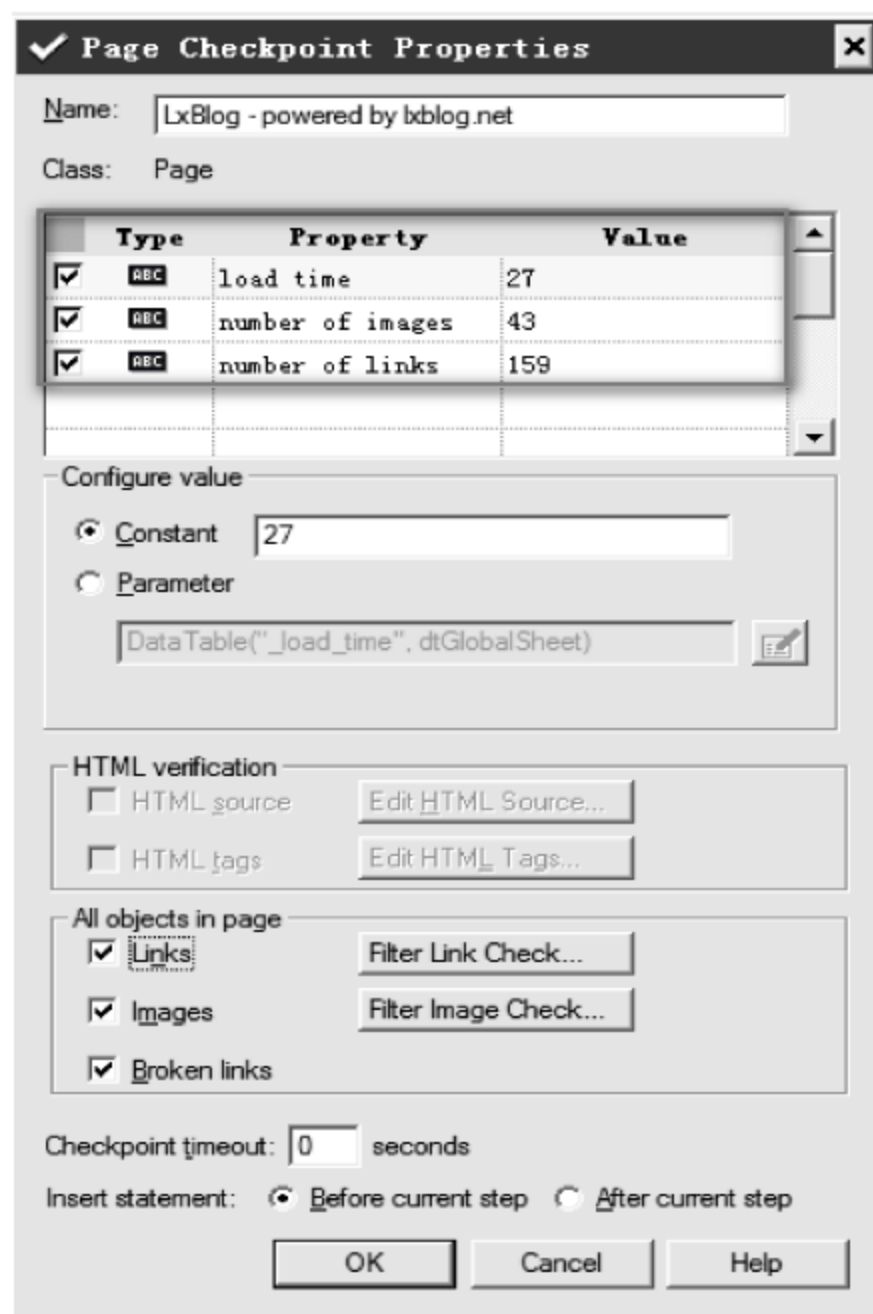 Page Checkpoint Properties
Name: LxBlog - powered by lxblog.net
Class: Page
Type Property Value
ABC load time 27
ABC number of images 43
ABC number of links 159
Configure value
Constant 27
Parameter
DataTable("_load_time", dtGlobalSheet)
HTML verification
HTML source Edit HTML Source...
HTML tags Edit HTML Tags...
All objects in page
Links Filter Link Check...
Images Filter Image Check...
Broken links
Checkpoint timeout: 0 seconds
Insert statement: Before current step After current step
OK Cancel Help